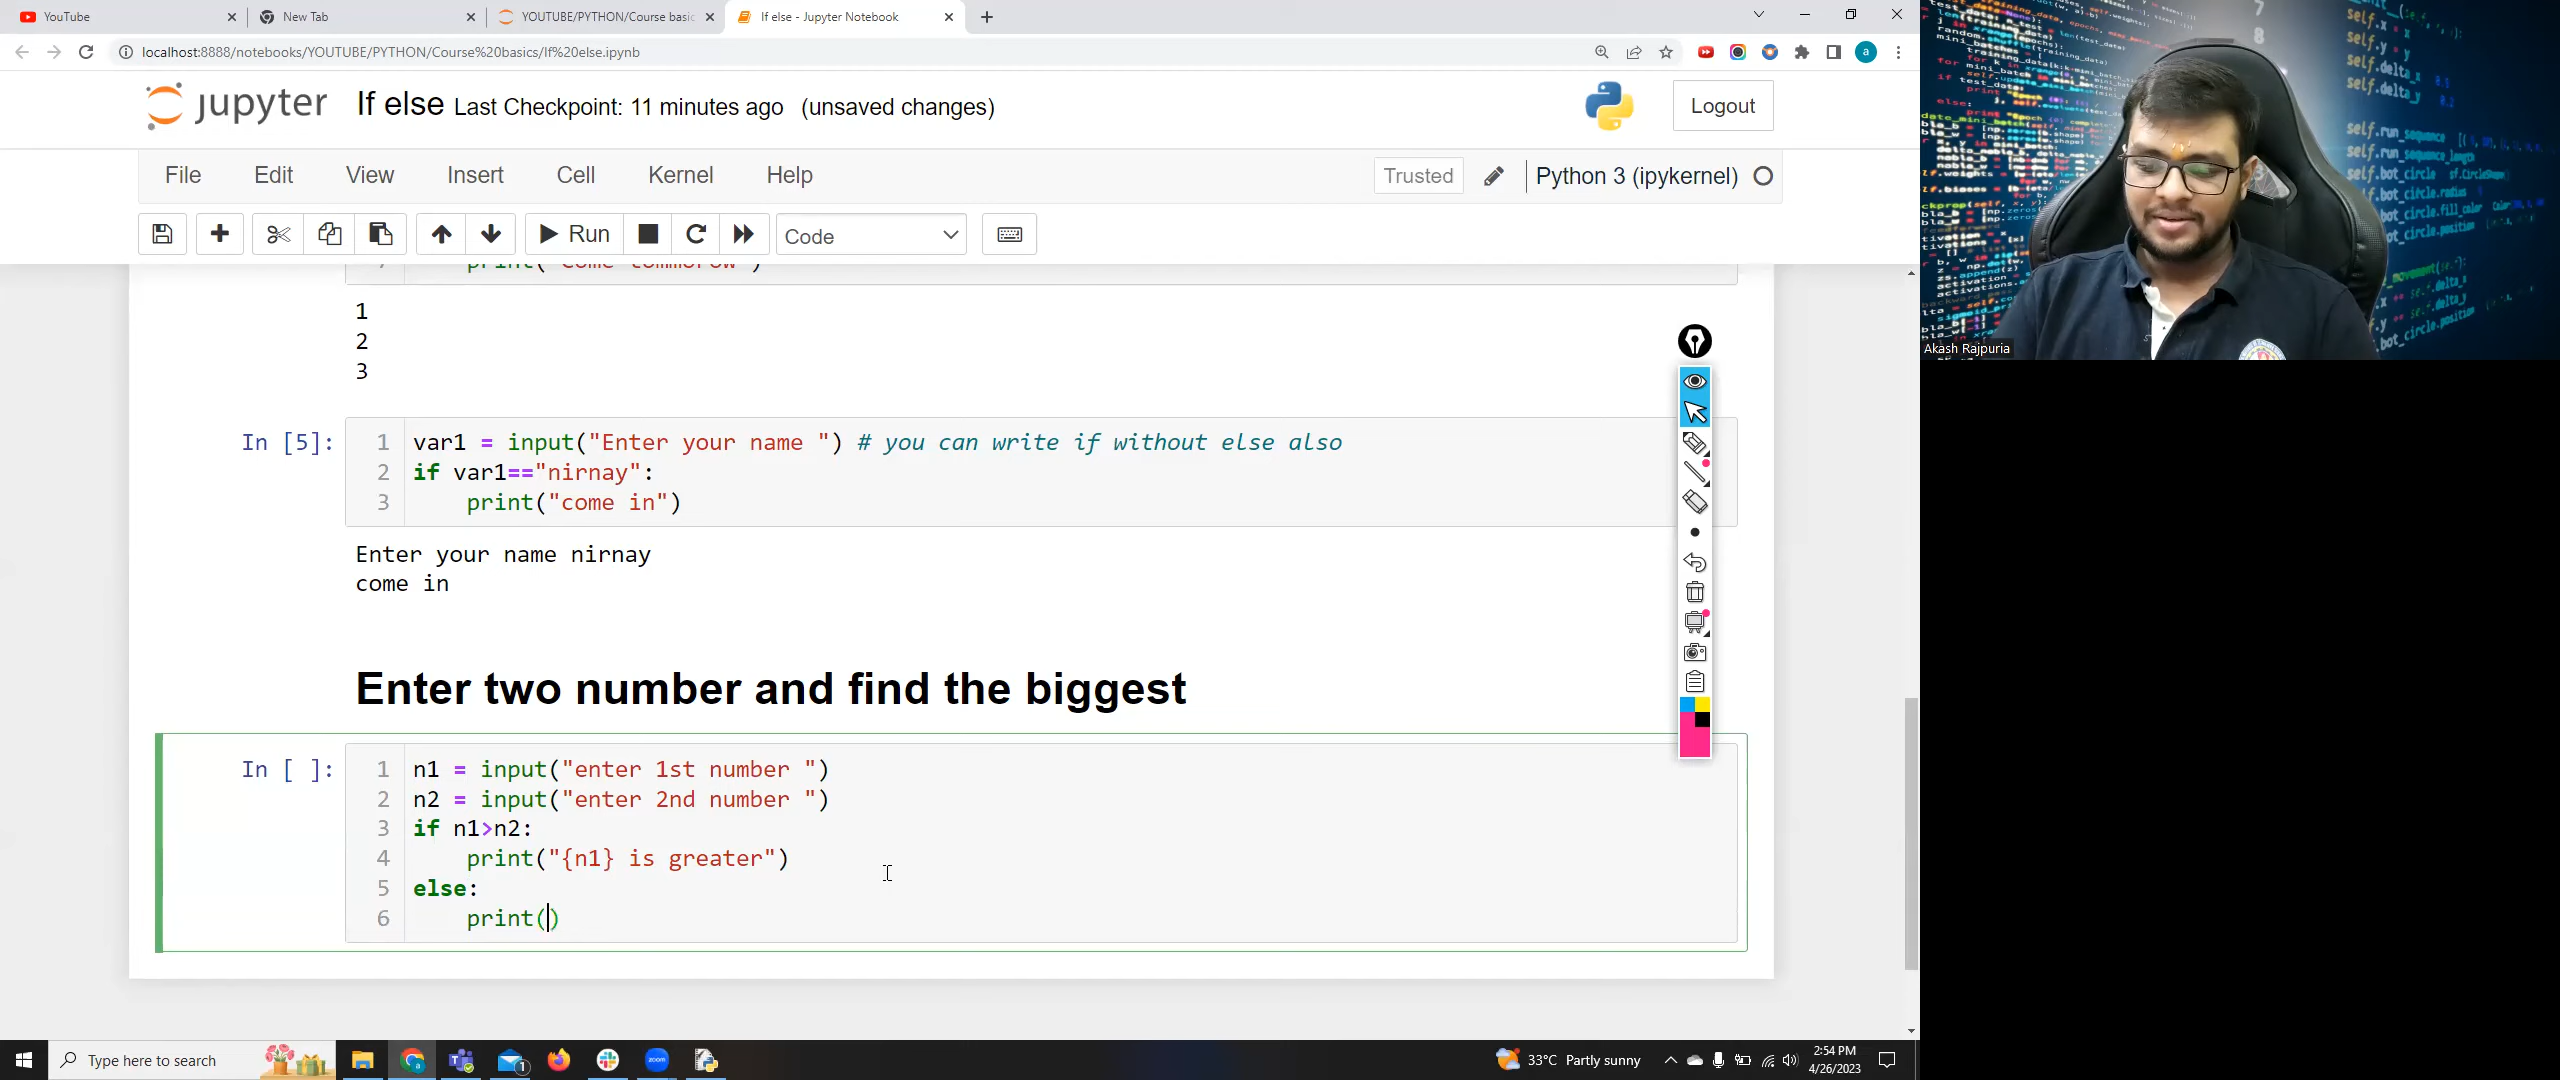 YouTube
New Tab
YOUTUBE/PYTHON/Course basic
If else - Jupyter Notebook
localhost:8888/notebooks/YOUTUBE/PYTHON/Course%20basics/If%20else.ipynb
jupyter If else Last Checkpoint: 11 minutes ago (unsaved changes)
Logout
File Edit View Insert Cell Kernel Help
Trusted Python 3 (ipykernel)
Run Code
1
2
3
In [5]:
1 var1 = input("Enter your name ") # you can write if without else also
2 if var1=="nirnay":
3 print("come in")
Enter your name nirnay
come in
Enter two number and find the biggest
In [ ]:
1 n1 = input("enter 1st number ")
2 n2 = input("enter 2nd number ")
3 if n1>n2:
4 print("{n1} is greater")
5 else:
6 print()
Type here to search
1
33°C Partly sunny
2:54 PM
4/26/2023
Akash Rajpuria